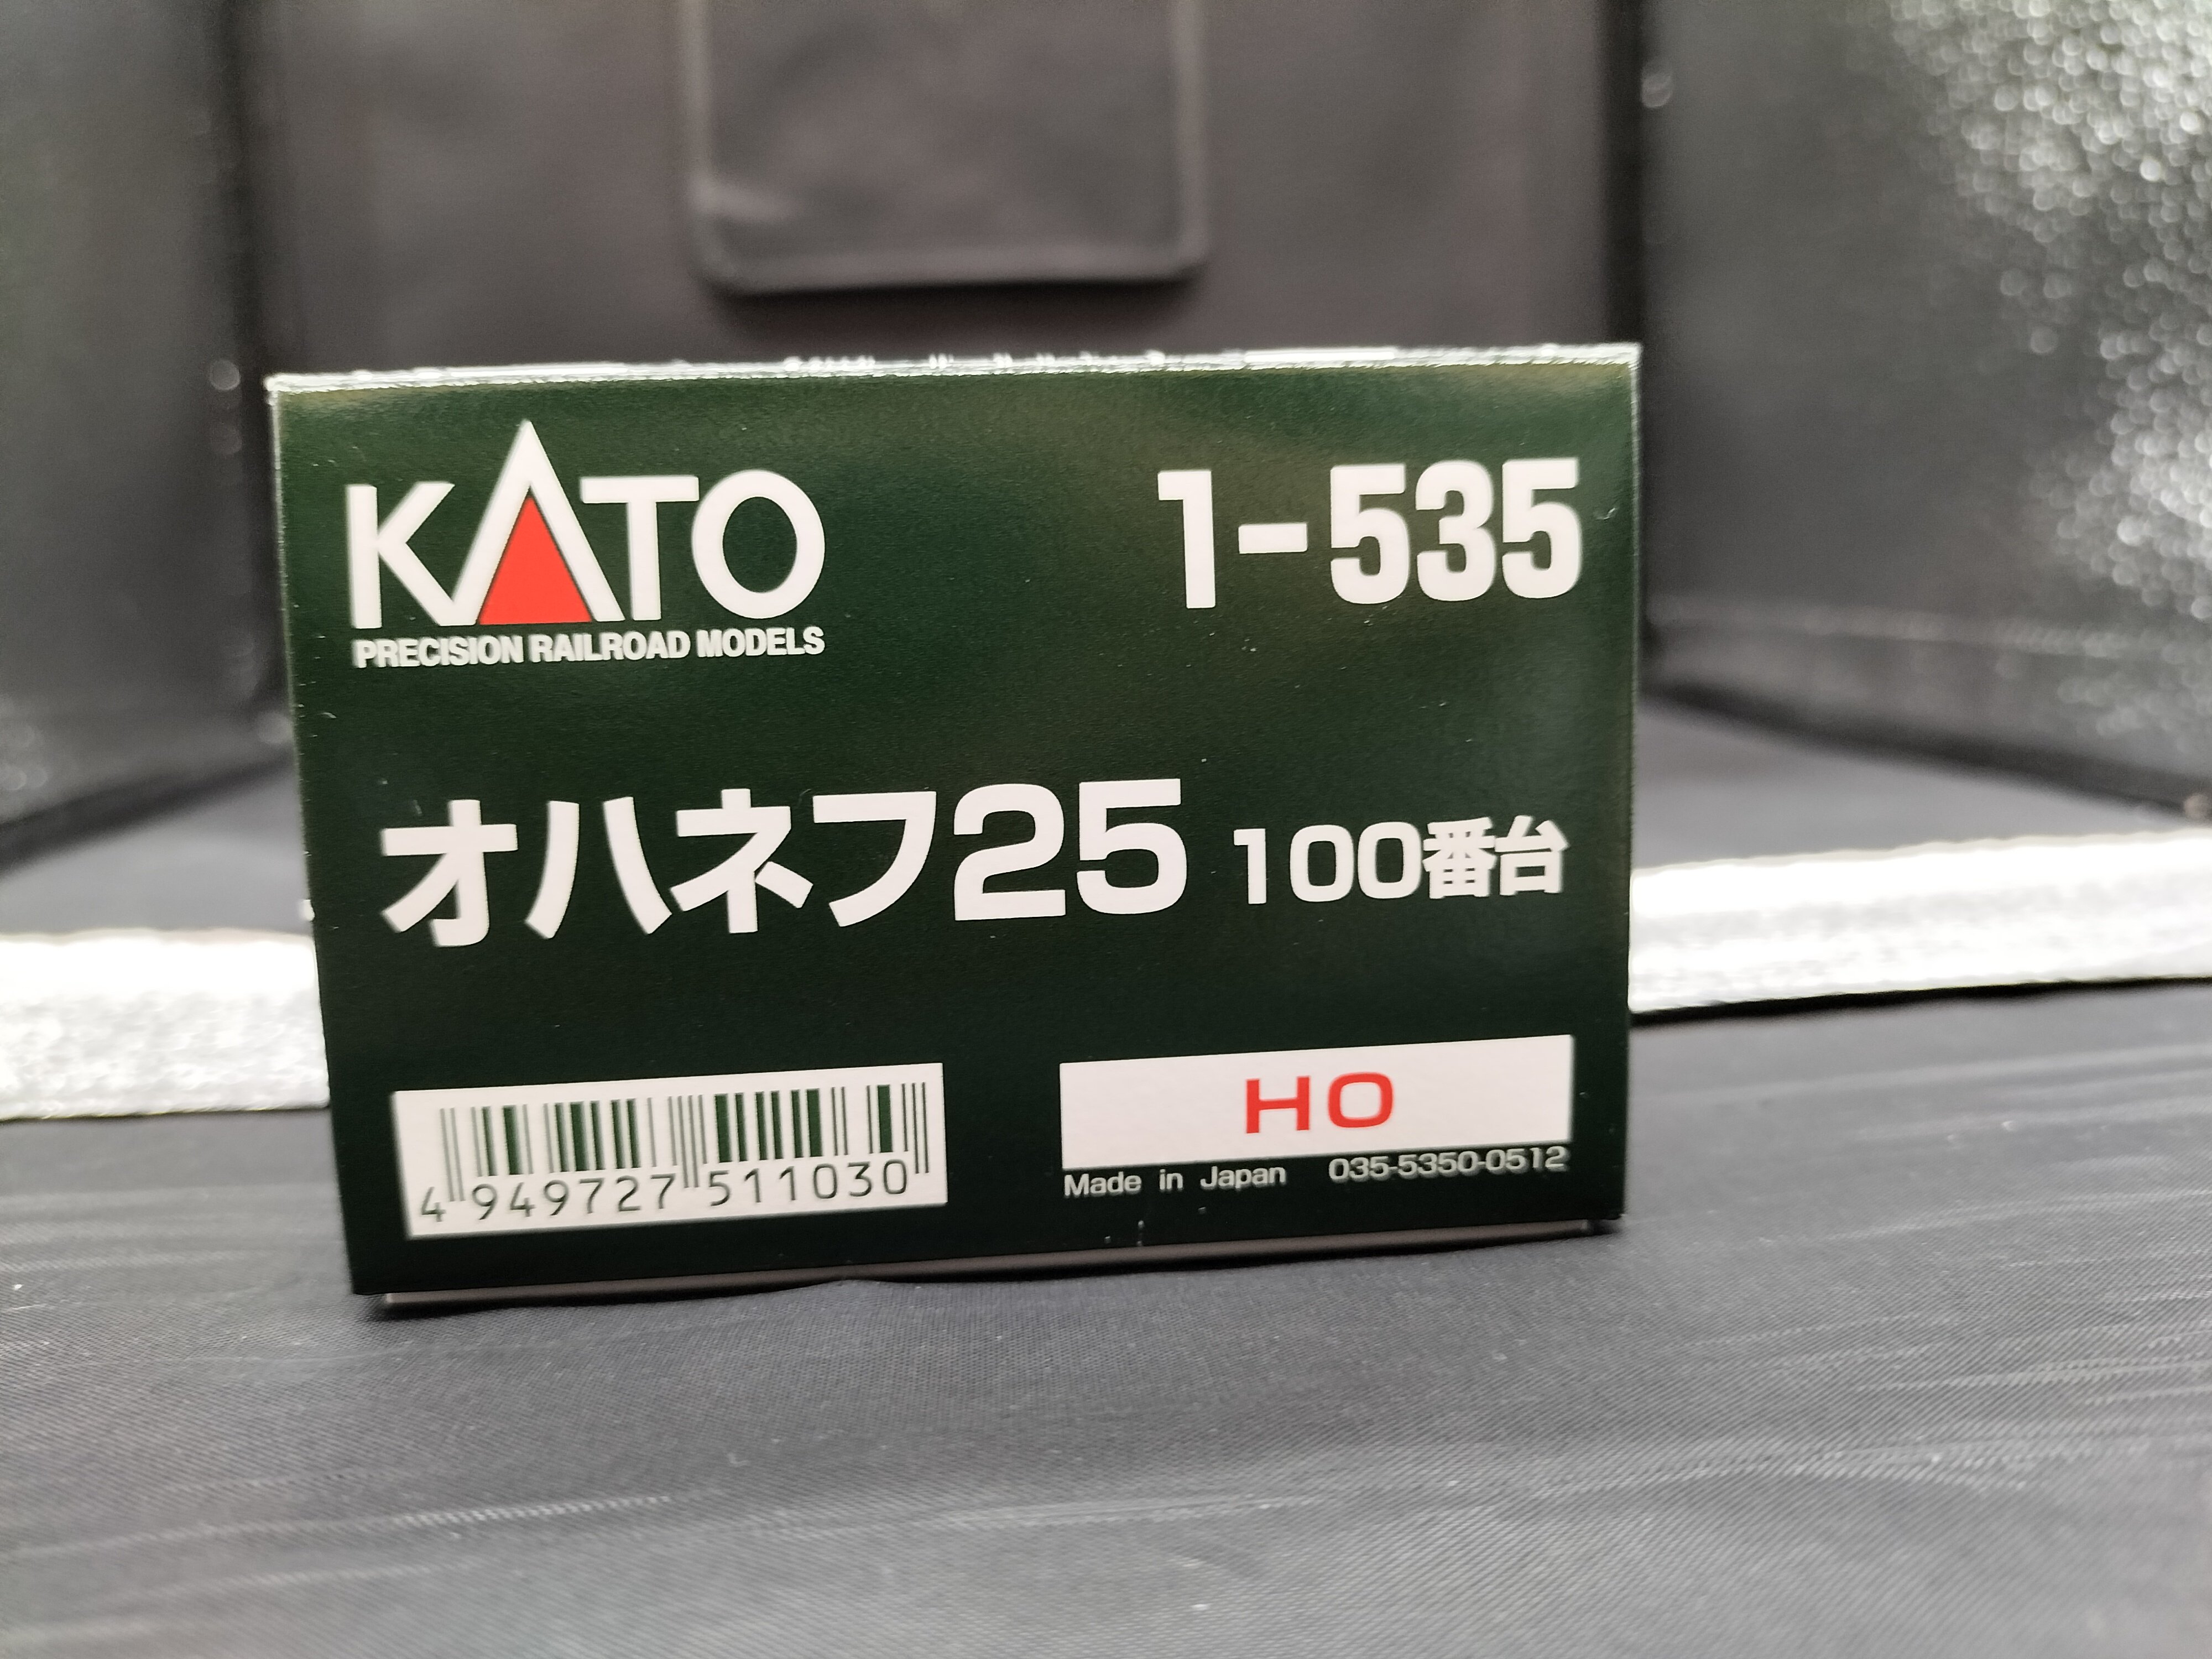 KATO
1-535
PRECISION RAILROAD MODELS
オハネフ25 100番台
HO
4 949727 511030
Made in Japan 035-5350-0512